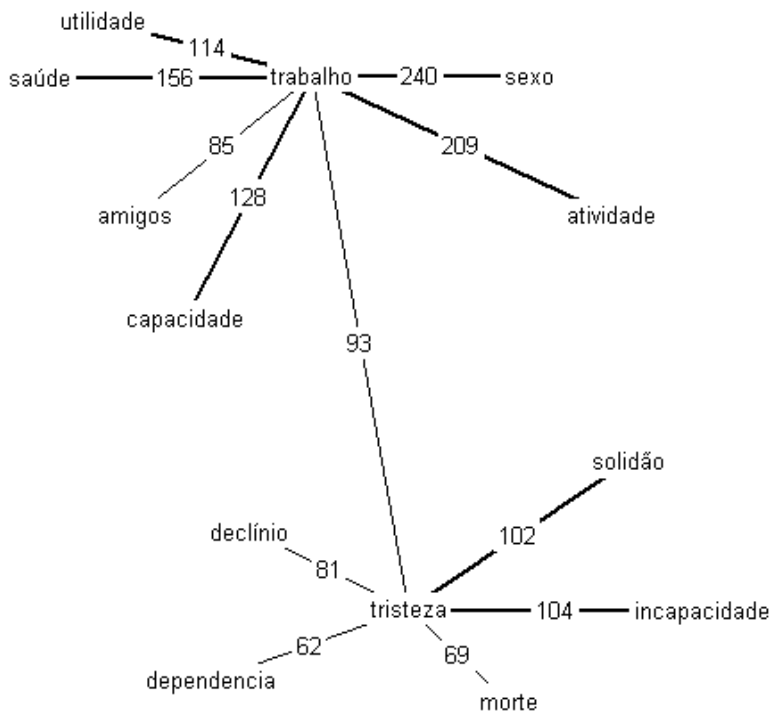 utilidade
114
saúde 156 trabalho 240 sexo
85
209
128
amigos
atividade
capacidade
93
solidão
declínio
102
81
tristeza 104 incapacidade
62
69
dependencia
morte